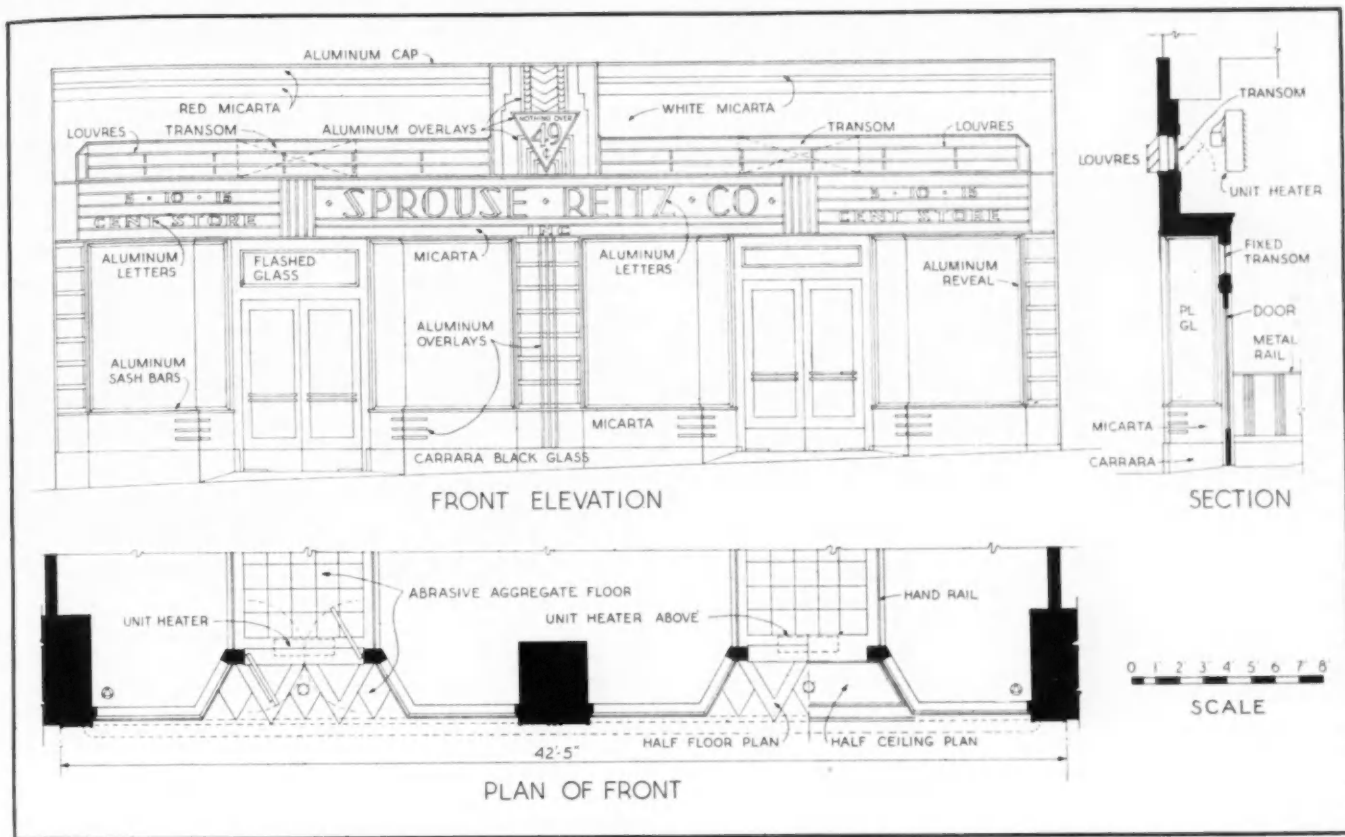 ALUMINUM CAP
RED MICARTA
WHITE MICARTA
LOUVRES
TRANSOM
ALUMINUM OVERLAYS
NOTHING OVER
49
TRANSOM
LOUVRES
5 · 10 · 15
CENT STORE
· SPROUSE · REITZ · CO ·
INC
5 · 10 · 15
CENT STORE
ALUMINUM
LETTERS
FLASHED
GLASS
MICARTA
ALUMINUM
LETTERS
ALUMINUM
REVEAL
ALUMINUM
OVERLAYS
ALUMINUM
SASH BARS
MICARTA
CARRARA BLACK GLASS
FRONT ELEVATION
TRANSOM
LOUVRES
UNIT HEATER
FIXED
TRANSOM
PL
GL
DOOR
METAL
RAIL
MICARTA
CARRARA
SECTION
ABRASIVE AGGREGATE FLOOR
UNIT HEATER
UNIT HEATER ABOVE
HAND RAIL
HALF FLOOR PLAN
HALF CEILING PLAN
42'-5"
PLAN OF FRONT
0 1' 2' 3' 4' 5' 6' 7' 8'
SCALE